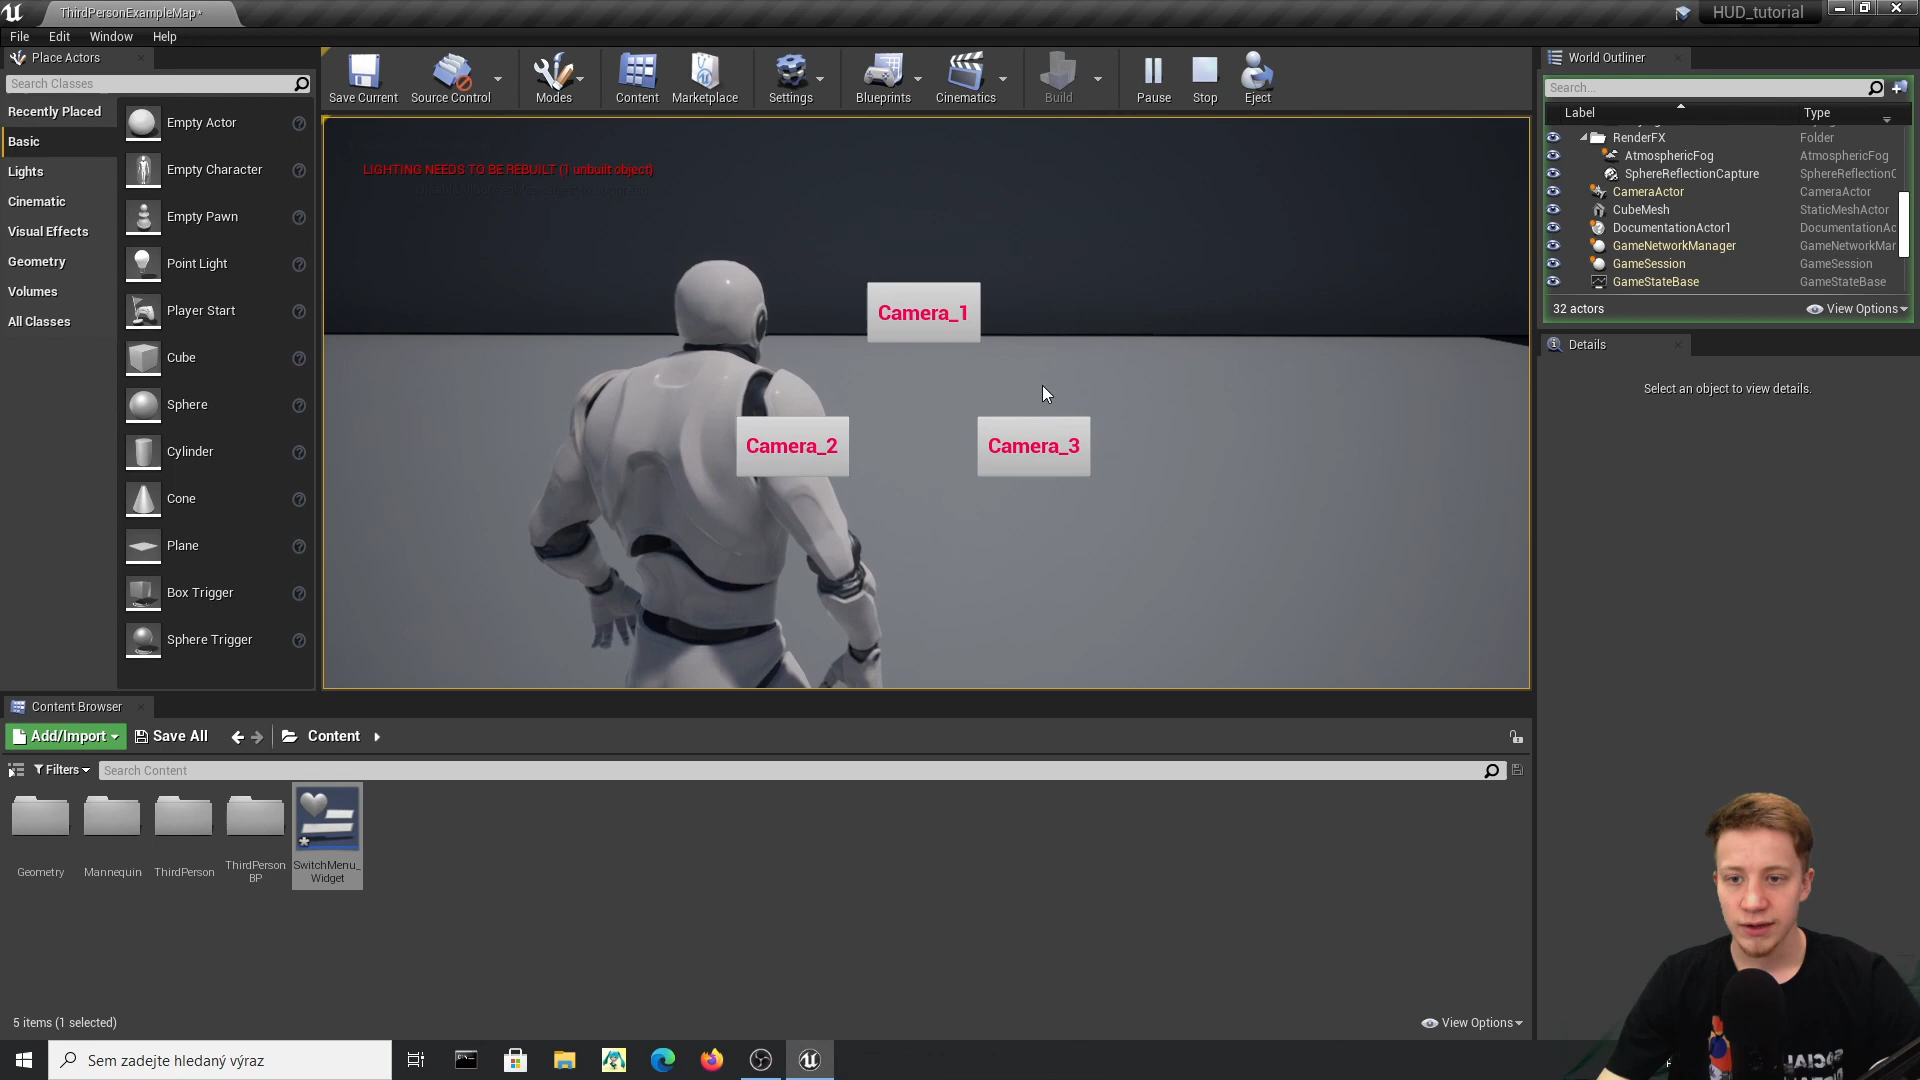 ThirdPersonExampleMap*
HUD_tutorial
File Edit Window Help
Place Actors
Search Classes
Recently Placed
Basic
Lights
Cinematic
Visual Effects
Geometry
Volumes
All Classes
Empty Actor
Empty Character
Empty Pawn
Point Light
Player Start
Cube
Sphere
Cylinder
Cone
Plane
Box Trigger
Sphere Trigger
Save Current
Source Control
Modes
Content
Marketplace
Settings
Blueprints
Cinematics
Build
Pause
Stop
Eject
LIGHTING NEEDS TO BE REBUILT (1 unbuilt object)
Camera_1
Camera_2
Camera_3
World Outliner
Search...
Label Type
RenderFX Folder
AtmosphericFog AtmosphericFog
SphereReflectionCapture SphereReflectionC
CameraActor CameraActor
CubeMesh StaticMeshActor
DocumentationActor1 DocumentationAc
GameNetworkManager GameNetworkMar
GameSession GameSession
GameStateBase GameStateBase
32 actors View Options
Details
Select an object to view details.
Content Browser
Add/Import Save All Content
Filters Search Content
Geometry
Mannequin
ThirdPerson
ThirdPerson
BP
SwitchMenu_
Widget
5 items (1 selected) View Options
Sem zadejte hledaný výraz
SOCIAL